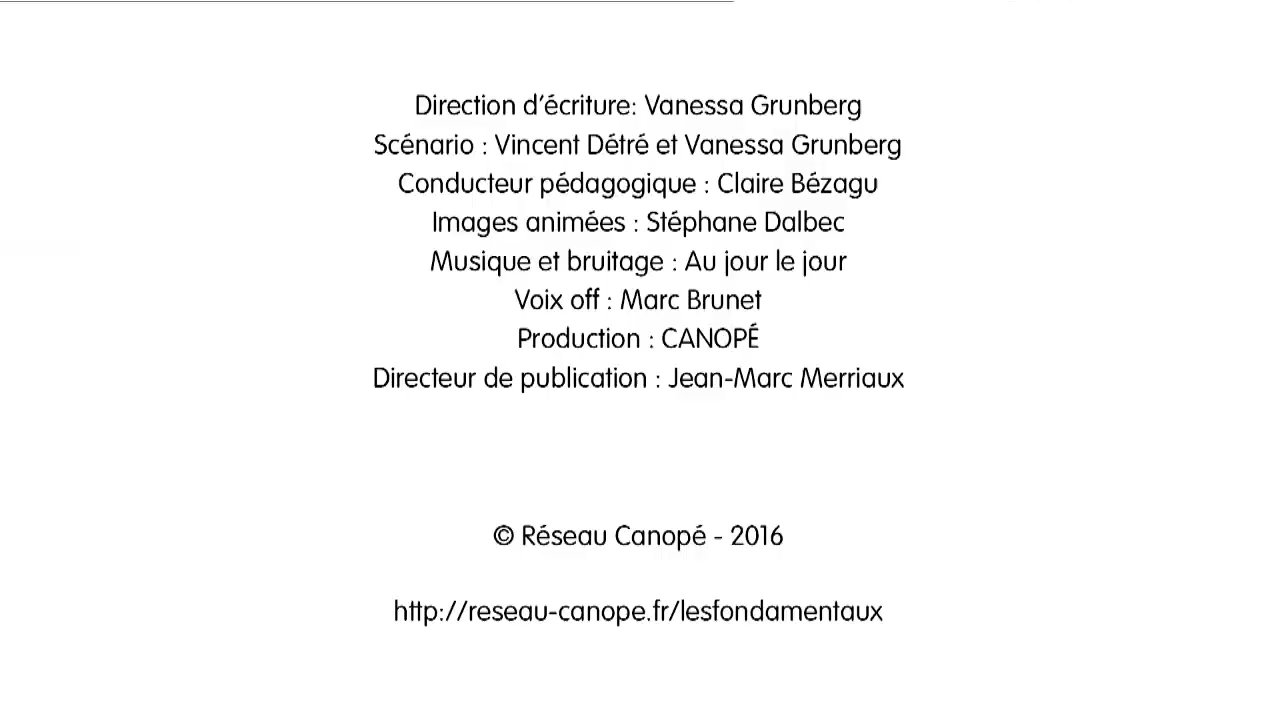 Direction d’écriture: Vanessa Grunberg
Scénario : Vincent Détré et Vanessa Grunberg
Conducteur pédagogique : Claire Bézagu
Images animées : Stéphane Dalbec
Musique et bruitage : Au jour le jour
Voix off : Marc Brunet
Production : CANOPÉ
Directeur de publication : Jean-Marc Merriaux
© Réseau Canopé - 2016
http://reseau-canope.fr/lesfondamentaux